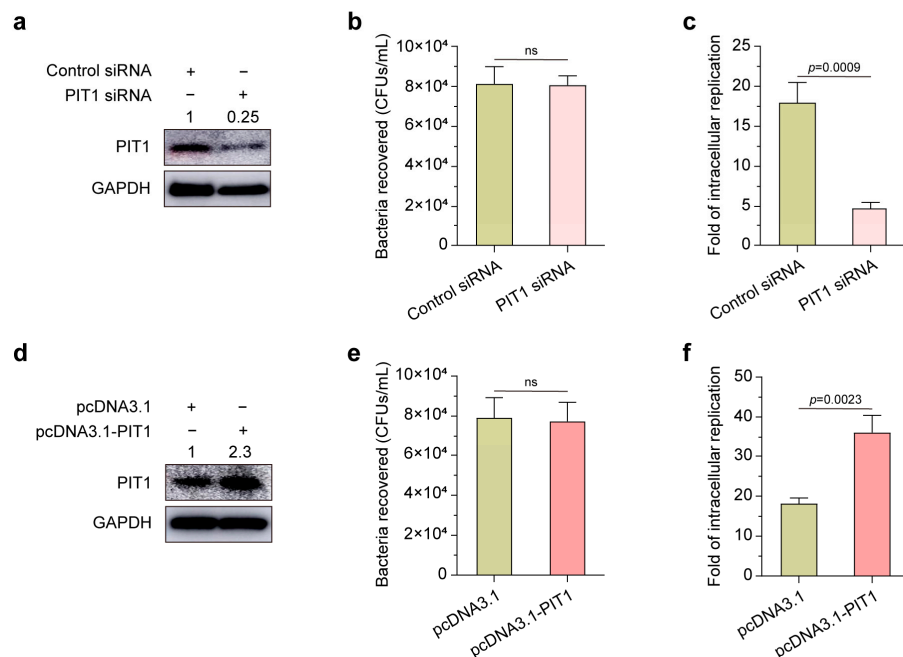 a
Control siRNA + –
PIT1 siRNA – +
1 0.25
PIT1
GAPDH
b
Bacteria recovered (CFUs/mL)
10×10⁴
8×10⁴
6×10⁴
4×10⁴
2×10⁴
0
ns
Control siRNA
PIT1 siRNA
c
Fold of intracellular replication
25
20
15
10
5
0
p=0.0009
Control siRNA
PIT1 siRNA
d
pcDNA3.1 + –
pcDNA3.1-PIT1 – +
1 2.3
PIT1
GAPDH
e
Bacteria recovered (CFUs/mL)
10×10⁴
8×10⁴
6×10⁴
4×10⁴
2×10⁴
0
ns
pcDNA3.1
pcDNA3.1-PIT1
f
Fold of intracellular replication
50
40
30
20
10
0
p=0.0023
pcDNA3.1
pcDNA3.1-PIT1